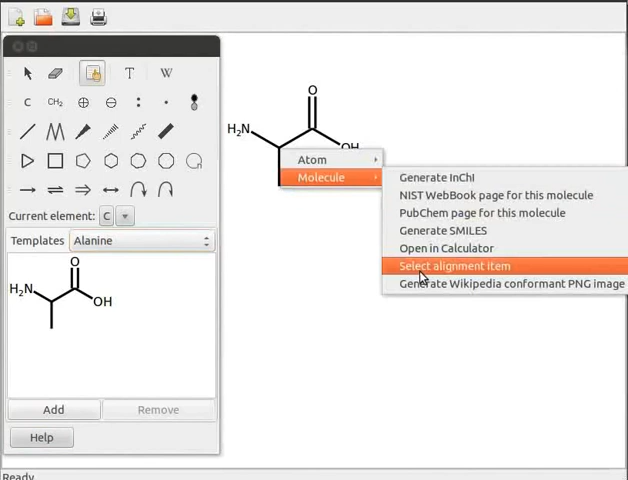 T W
C CH2
Current element: C
Templates Alanine
O
H2N
OH
Add Remove
Help
O
H2N
OH
Atom
Molecule
Generate InChI
NIST WebBook page for this molecule
PubChem page for this molecule
Generate SMILES
Open in Calculator
Select alignment item
Generate Wikipedia conformant PNG image
Ready